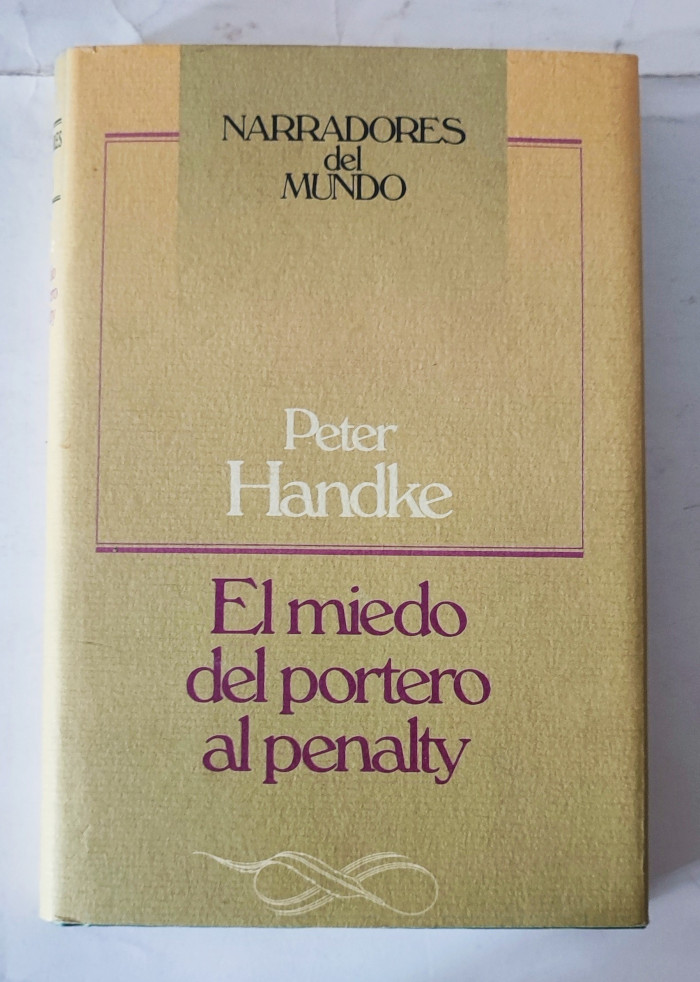 NARRADORES
del
MUNDO
Peter
Handke
El miedo
del portero
al penalty